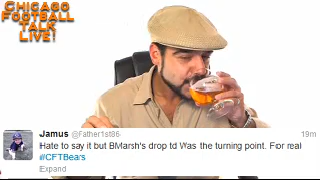 CHICAGO
FOOTBALL
TALK
LIVE!
Jamus @Father1st86 19m
Hate to say it but BMarsh's drop td Was the turning point. For real
#CFTBears
Expand